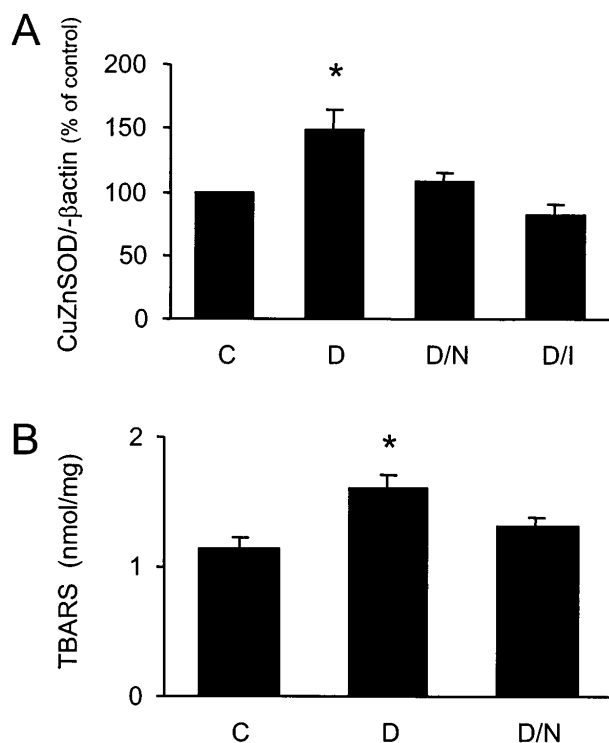 A
CuZnSOD/-βactin (% of control)
200
150
100
50
0
*
C D D/N D/I
B
TBARS (nmol/mg)
2
1
0
*
C D D/N